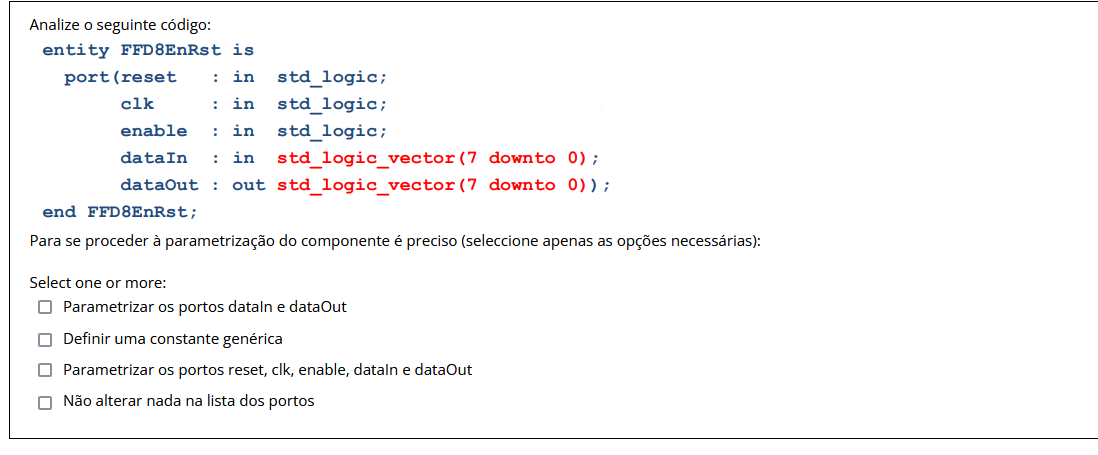 Analize o seguinte código:
entity FFD8EnRst is
port(reset : in std_logic;
clk : in std_logic;
enable : in std_logic;
dataIn : in std_logic_vector(7 downto 0);
dataOut : out std_logic_vector(7 downto 0));
end FFD8EnRst;
Para se proceder à parametrização do componente é preciso (seleccione apenas as opções necessárias):
Select one or more:
Parametrizar os portos dataIn e dataOut
Definir uma constante genérica
Parametrizar os portos reset, clk, enable, dataIn e dataOut
Não alterar nada na lista dos portos